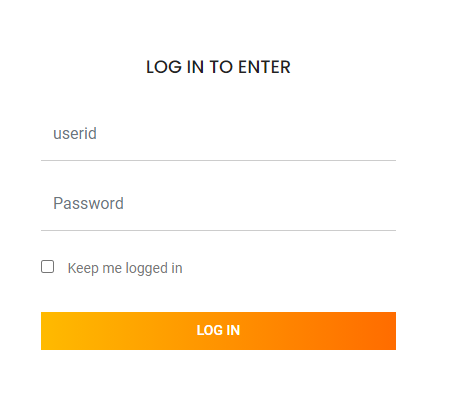 LOG IN TO ENTER
userid
Password
Keep me logged in
LOG IN